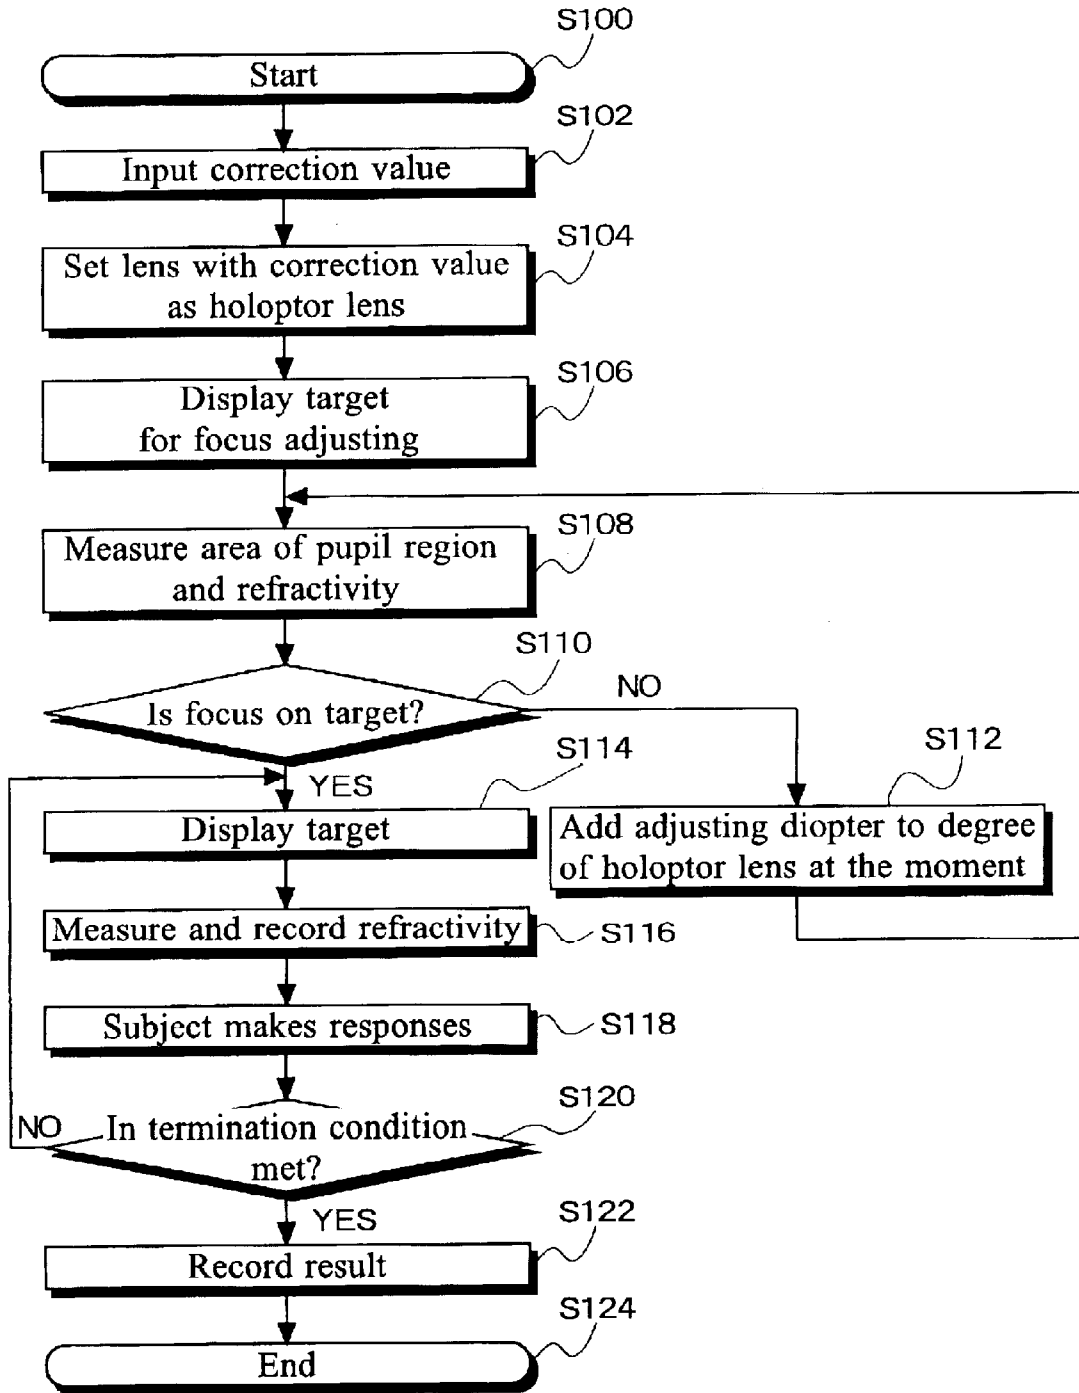 S100
Start
S102
Input correction value
S104
Set lens with correction value
as holoptor lens
S106
Display target
for focus adjusting
S108
Measure area of pupil region
and refractivity
S110
Is focus on target?
NO
S112
Add adjusting diopter to degree
of holoptor lens at the moment
YES
S114
Display target
Measure and record refractivity
S116
Subject makes responses
S118
S120
In termination condition
met?
NO
YES
S122
Record result
S124
End